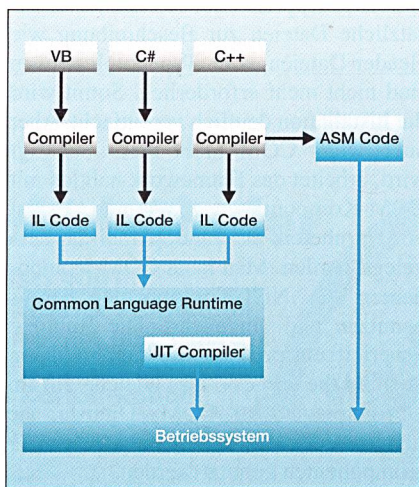 VB C# C++
Compiler Compiler Compiler ASM Code
IL Code IL Code IL Code
Common Language Runtime
JIT Compiler
Betriebssystem